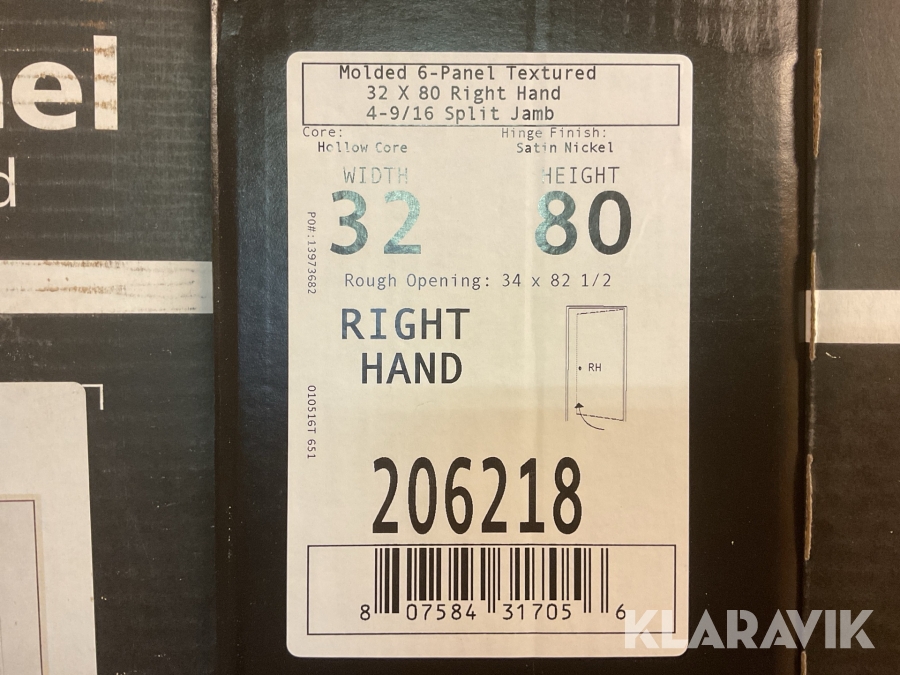 Molded 6-Panel Textured
32 X 80 Right Hand
4-9/16 Split Jamb
Core:
Hollow Core
Hinge Finish:
Satin Nickel
WIDTH
32
HEIGHT
80
PO#:13973682
Rough Opening: 34 x 82 1/2
RIGHT
HAND
RH
010516T 651
206218
8 07584 31705 6
KLARAVIK